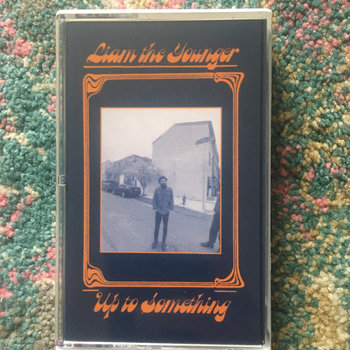 Liam the Younger
Up to Something